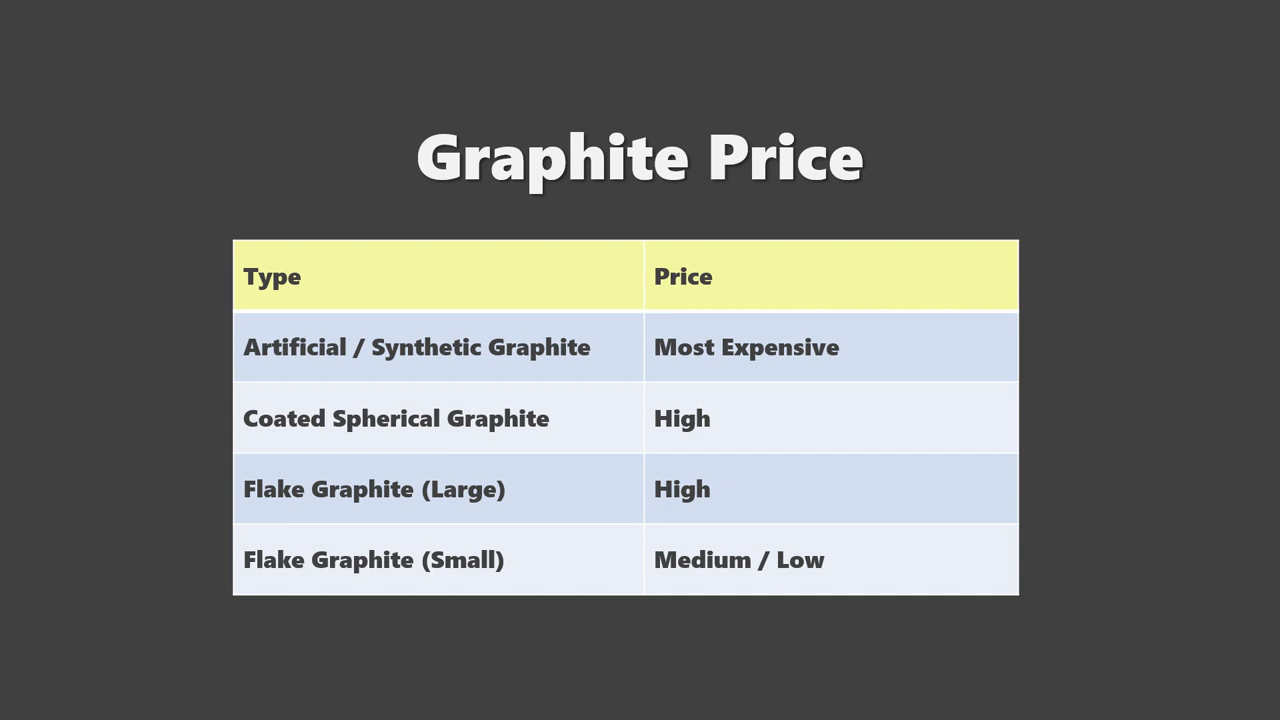 Graphite Price
Type Price
Artificial / Synthetic Graphite Most Expensive
Coated Spherical Graphite High
Flake Graphite (Large) High
Flake Graphite (Small) Medium / Low